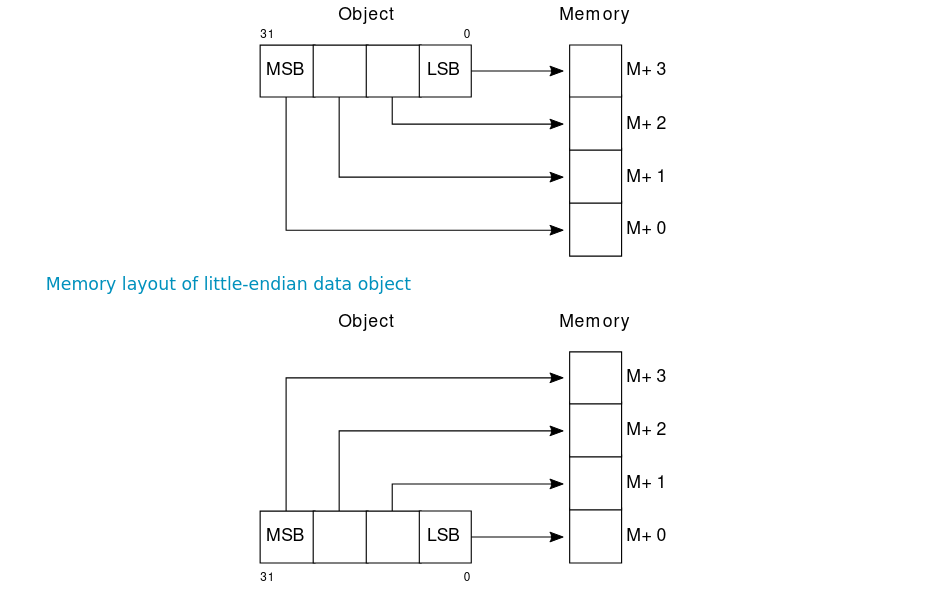 Object Memory
31 0
MSB LSB M+ 3
M+ 2
M+ 1
M+ 0
Memory layout of little-endian data object
Object Memory
M+ 3
M+ 2
M+ 1
MSB LSB M+ 0
31 0